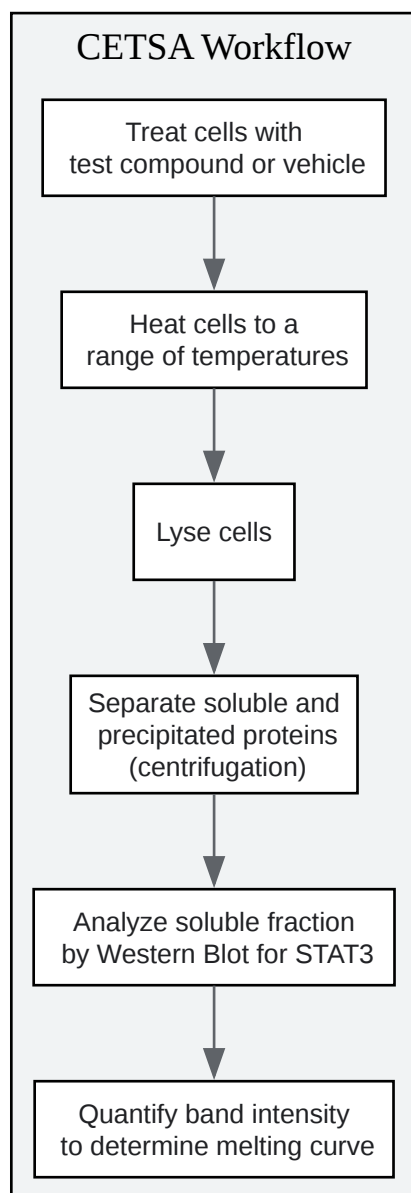 CETSA Workflow
Treat cells with
test compound or vehicle
Heat cells to a
range of temperatures
Lyse cells
Separate soluble and
precipitated proteins
(centrifugation)
Analyze soluble fraction
by Western Blot for STAT3
Quantify band intensity
to determine melting curve